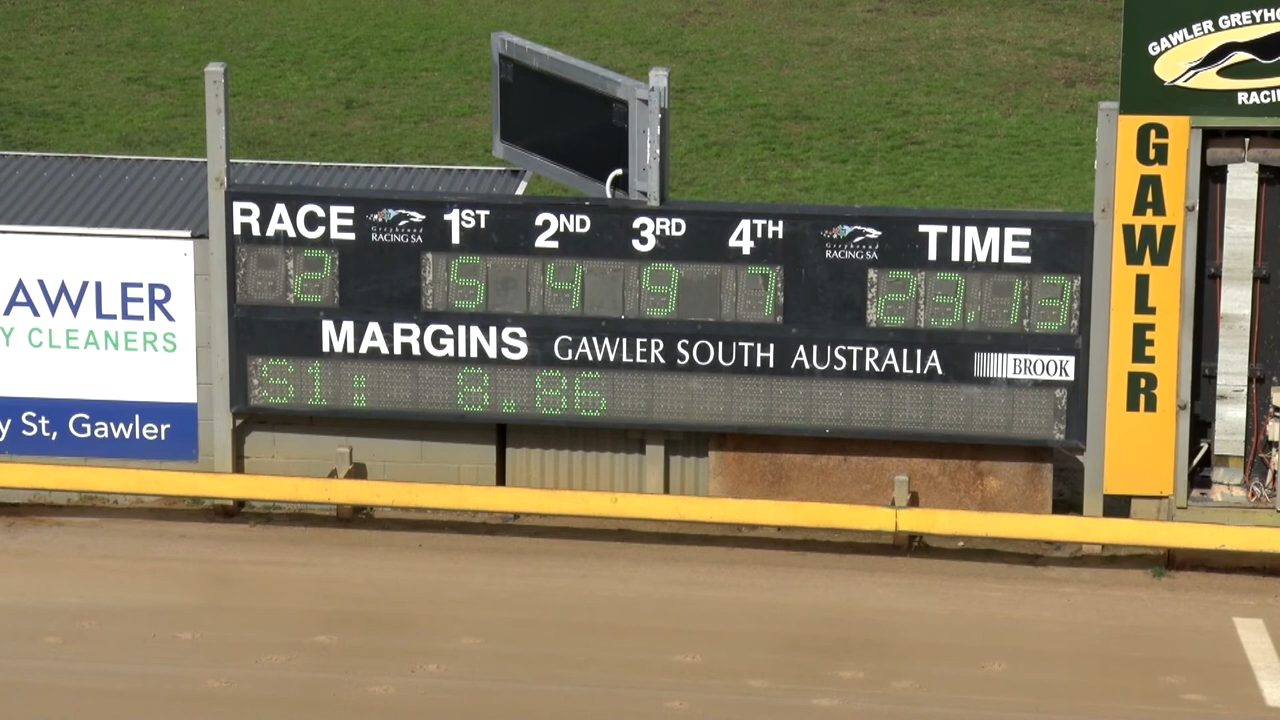 GAWLER GREYHO
RACI
GAWLER
RACE
Greyhound
RACING SA
1ST 2ND 3RD 4TH
Greyhound
RACING SA
TIME
2 5 4 9 7 23.13
MARGINS GAWLER SOUTH AUSTRALIA BROOK
S1: 8.86
AWLER
Y CLEANERS
y St, Gawler